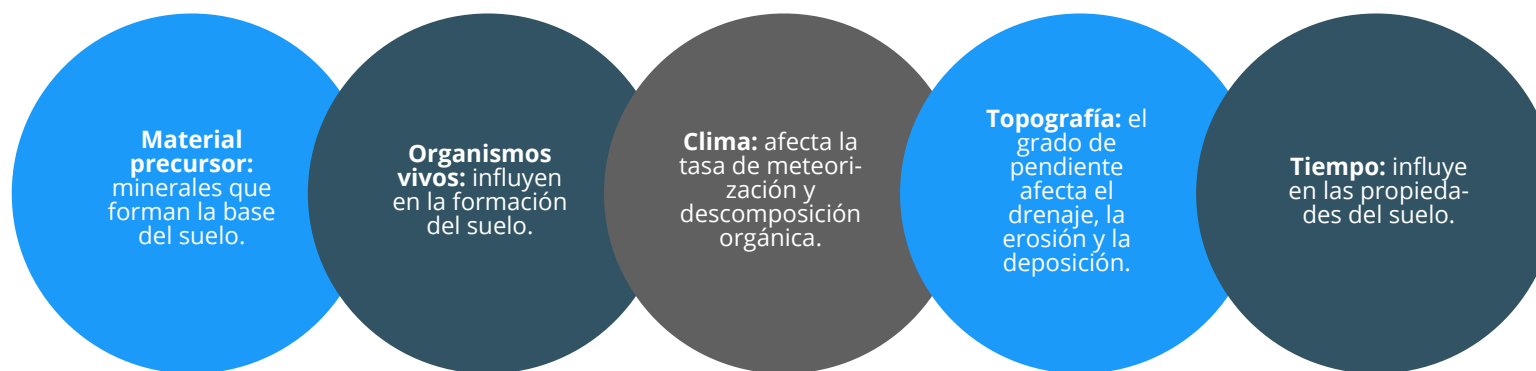 Material
precursor:
minerales que
forman la base
del suelo.
Organismos
vivos: influyen
en la formación
del suelo.
Clima: afecta la
tasa de meteori-
zación y
descomposición
orgánica.
Topografía: el
grado de
pendiente
afecta el
drenaje, la
erosión y la
deposición.
Tiempo: influye
en las propieda-
des del suelo.